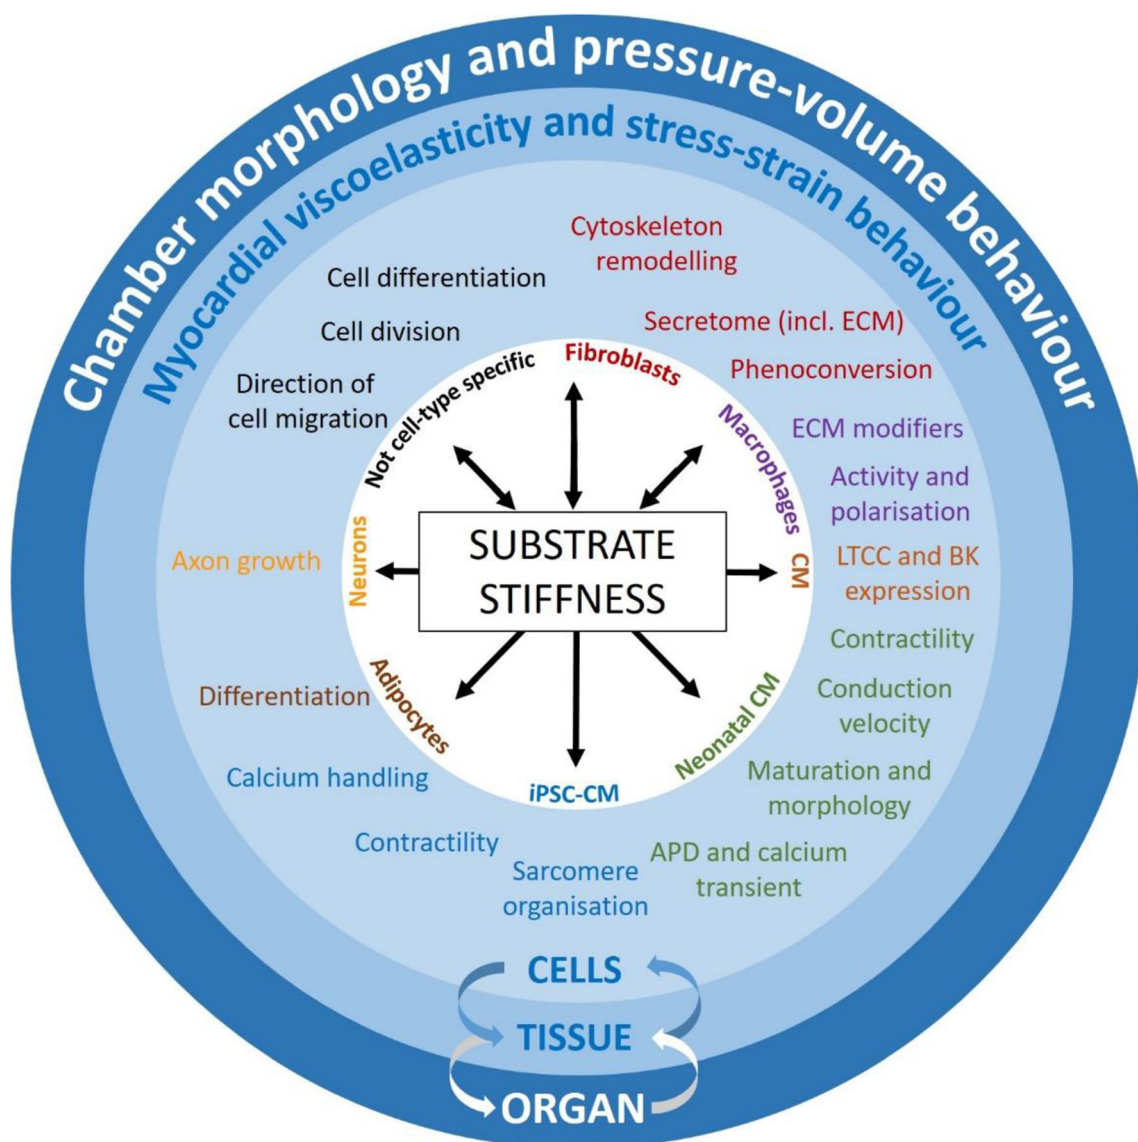 Chamber morphology and pressure-volume behaviour
Myocardial viscoelasticity and stress-strain behaviour
Cytoskeleton
remodelling
Cell differentiation
Secretome (incl. ECM)
Cell division
Phenoconversion
Direction of
cell migration
ECM modifiers
Activity and
polarisation
Not cell-type specific
Fibroblasts
Macrophages
CM
Neonatal CM
iPSC-CM
Adipocytes
Neurons
SUBSTRATE
STIFFNESS
Axon growth
LTCC and BK
expression
Contractility
Differentiation
Conduction
velocity
Calcium handling
Maturation and
morphology
Contractility
APD and calcium
transient
Sarcomere
organisation
CELLS
TISSUE
ORGAN